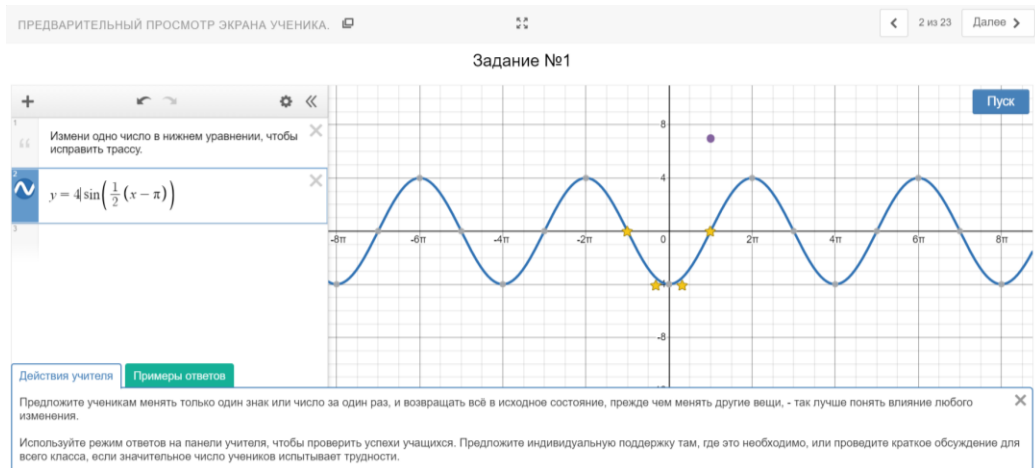 ПРЕДВАРИТЕЛЬНЫЙ ПРОСМОТР ЭКРАНА УЧЕНИКА.
2 из 23
Далее
Задание №1
Пуск
1
Измени одно число в нижнем уравнении, чтобы
исправить трассу.
2
y = 4 sin(1/2 (x − π))
3
8
4
-8π -6π -4π -2π 0 2π 4π 6π 8π
-8
Действия учителя
Примеры ответов
Предложите ученикам менять только один знак или число за один раз, и возвращать всё в исходное состояние, прежде чем менять другие вещи, - так лучше понять влияние любого
изменения.
Используйте режим ответов на панели учителя, чтобы проверить успехи учащихся. Предложите индивидуальную поддержку там, где это необходимо, или проведите краткое обсуждение для
всего класса, если значительное число учеников испытывает трудности.